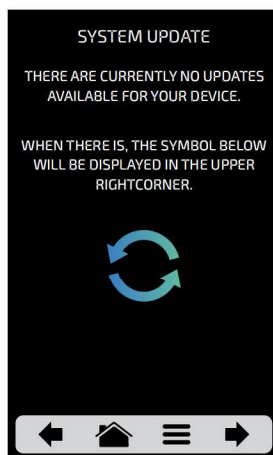 SYSTEM UPDATE
THERE ARE CURRENTLY NO UPDATES
AVAILABLE FOR YOUR DEVICE.
WHEN THERE IS, THE SYMBOL BELOW
WILL BE DISPLAYED IN THE UPPER
RIGHTCORNER.